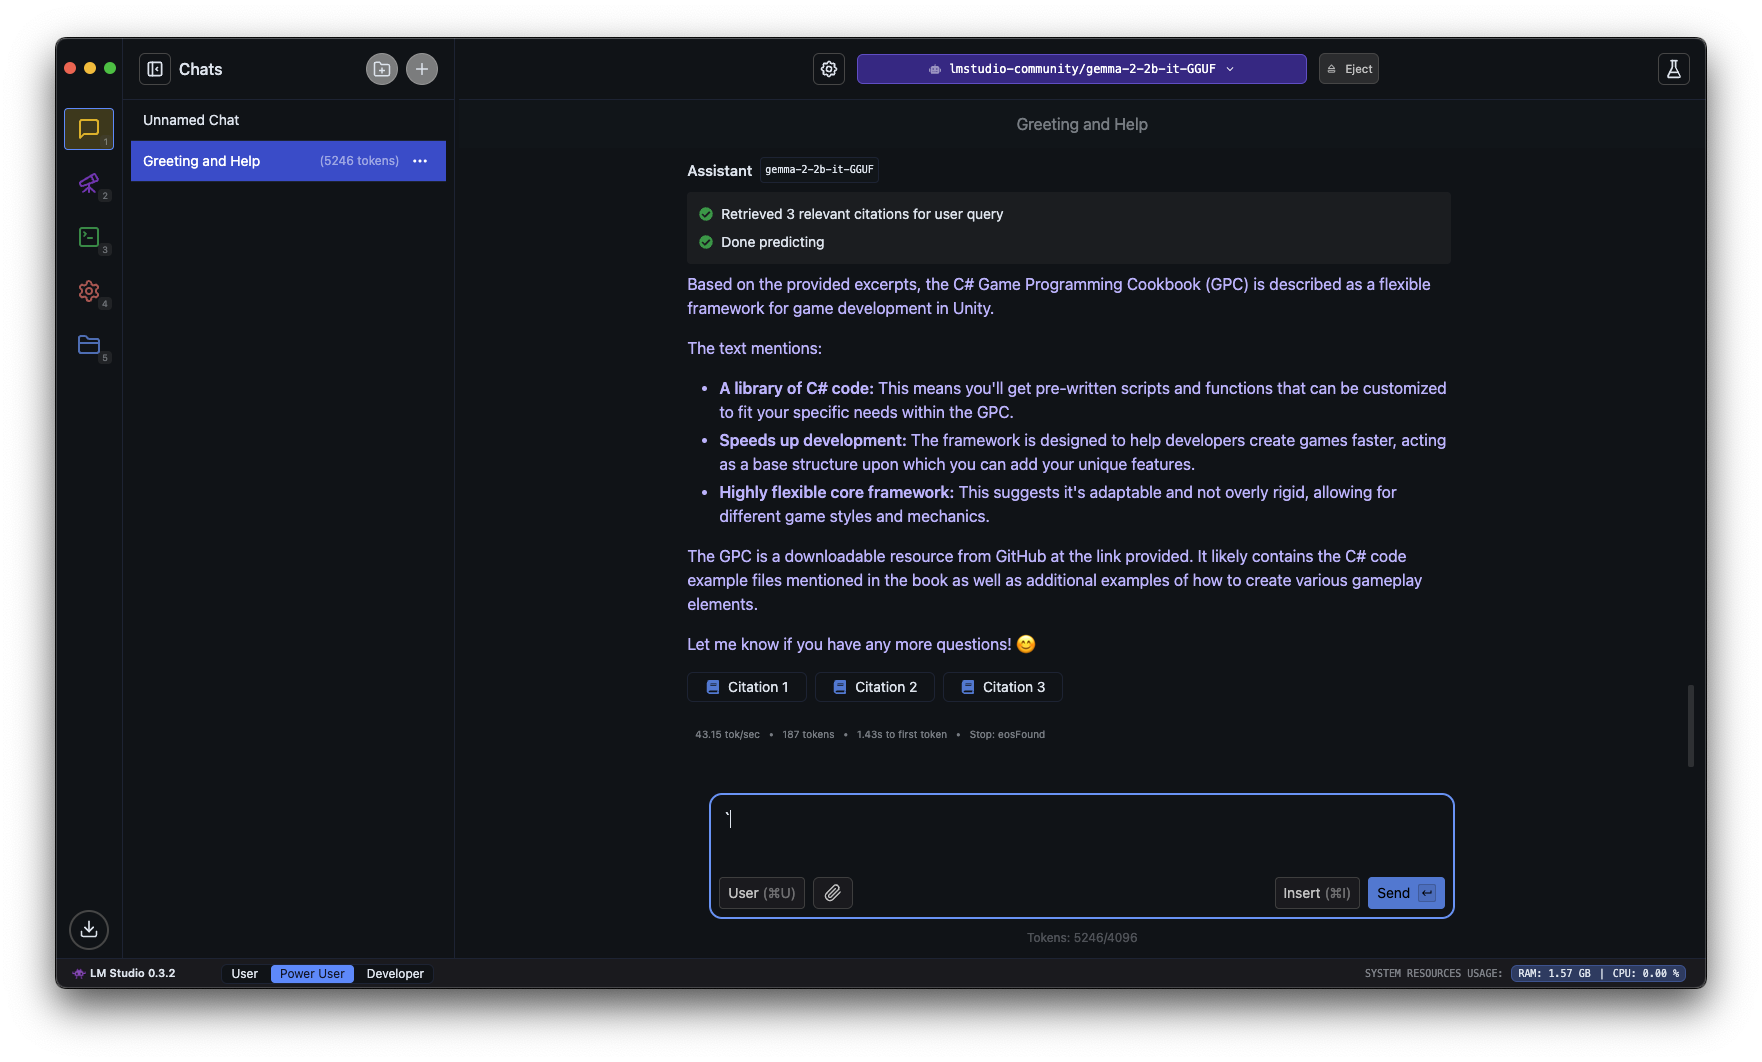 Chats
lmstudio-community/gemma-2-2b-it-GGUF
Eject
1
2
3
4
5
Unnamed Chat
Greeting and Help (5246 tokens) •••
Greeting and Help
Assistant gemma-2-2b-it-GGUF
Retrieved 3 relevant citations for user query
Done predicting
Based on the provided excerpts, the C# Game Programming Cookbook (GPC) is described as a flexible
framework for game development in Unity.
The text mentions:
• A library of C# code: This means you'll get pre-written scripts and functions that can be customized
to fit your specific needs within the GPC.
• Speeds up development: The framework is designed to help developers create games faster, acting
as a base structure upon which you can add your unique features.
• Highly flexible core framework: This suggests it's adaptable and not overly rigid, allowing for
different game styles and mechanics.
The GPC is a downloadable resource from GitHub at the link provided. It likely contains the C# code
example files mentioned in the book as well as additional examples of how to create various gameplay
elements.
Let me know if you have any more questions! 😊
Citation 1
Citation 2
Citation 3
43.15 tok/sec • 187 tokens • 1.43s to first token • Stop: eosFound
`
User (⌘U)
Insert (⌘I)
Send ↵
Tokens: 5246/4096
LM Studio 0.3.2
User
Power User
Developer
SYSTEM RESOURCES USAGE: RAM: 1.57 GB | CPU: 0.00 %